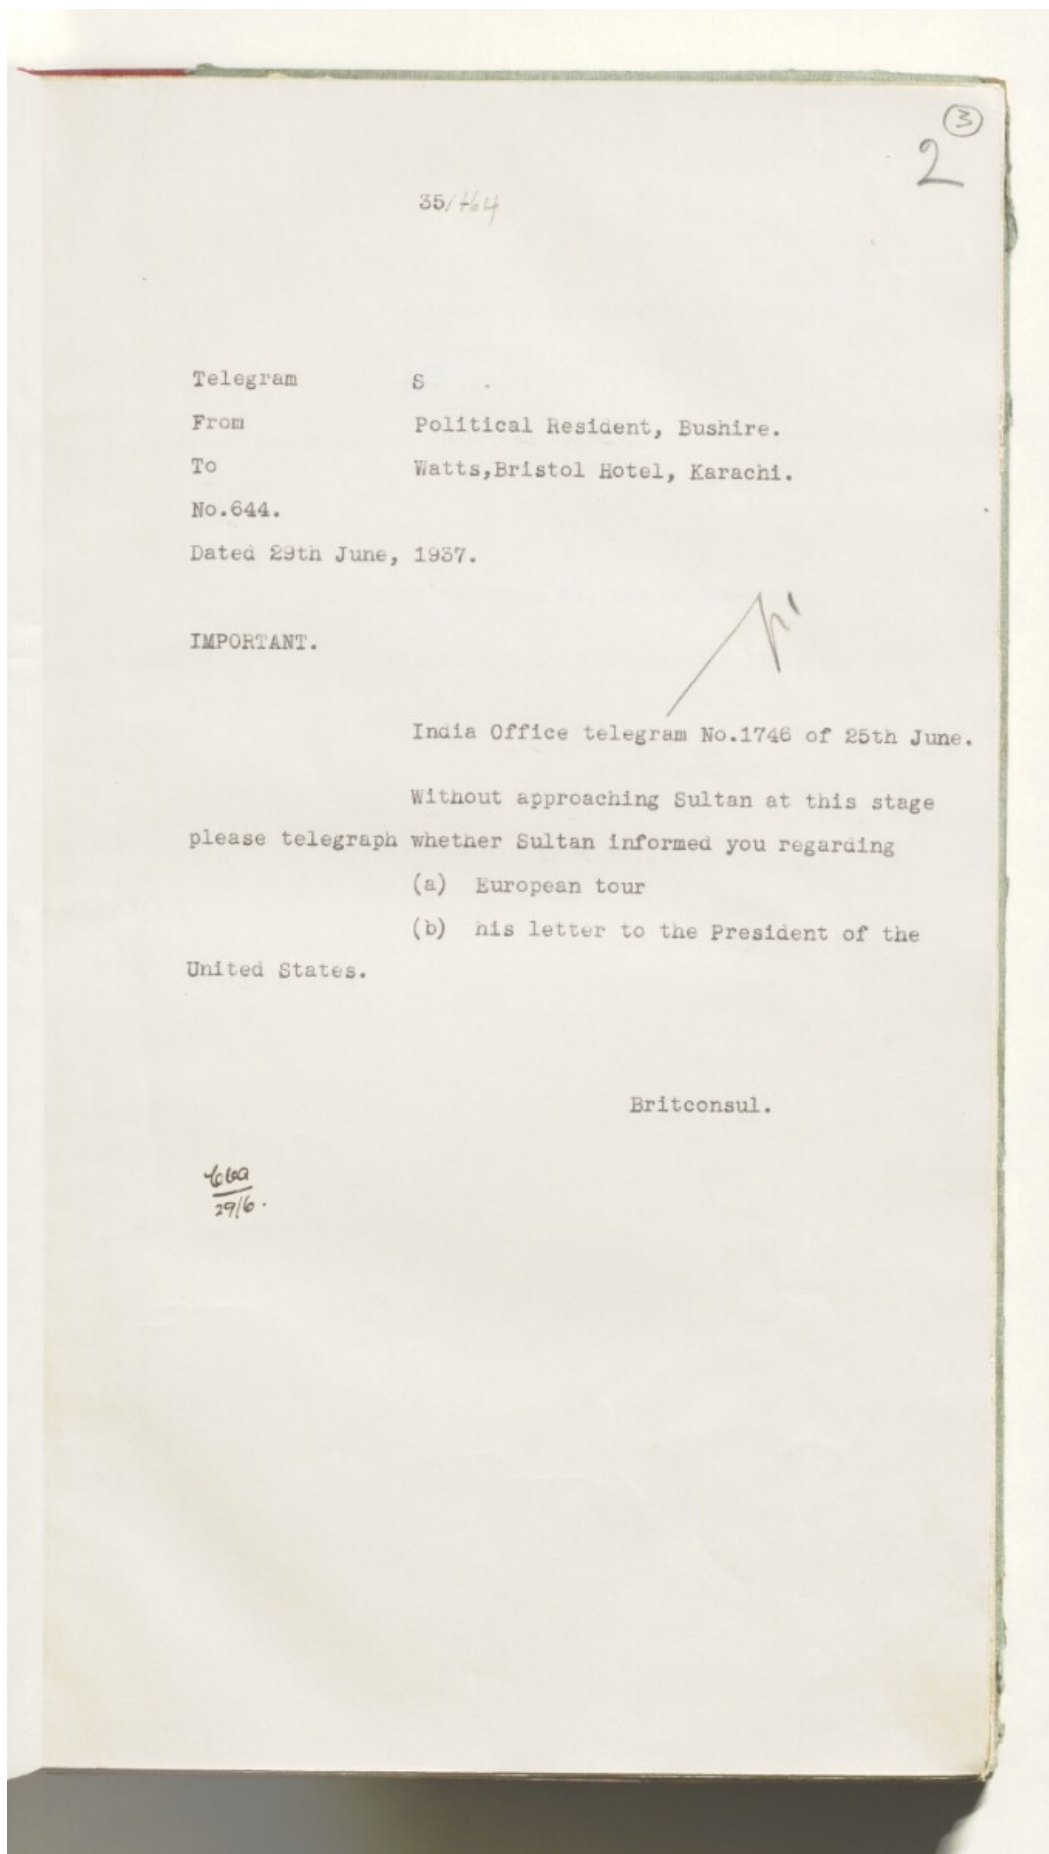 3
2
35/164
Telegram S
From Political Resident, Bushire.
To Watts,Bristol Hotel, Karachi.
No.644.
Dated 29th June, 1937.
IMPORTANT.
India Office telegram No.1746 of 25th June.
Without approaching Sultan at this stage
please telegraph whether Sultan informed you regarding
(a) European tour
(b) his letter to the President of the
United States.
Britconsul.
29/6.